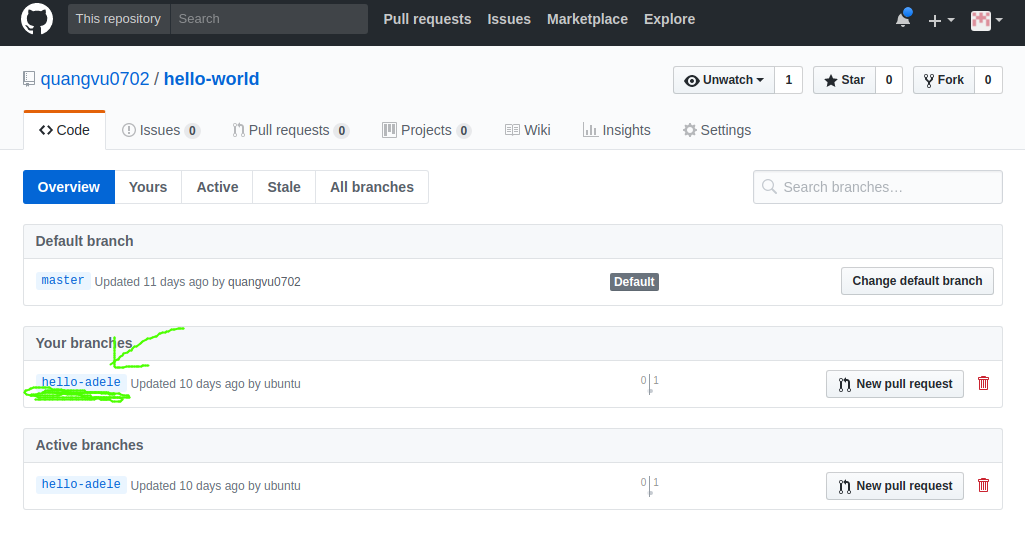 This repository Search Pull requests Issues Marketplace Explore
quangvu0702 / hello-world Unwatch 1 Star 0 Fork 0
Code Issues 0 Pull requests 0 Projects 0 Wiki Insights Settings
Overview Yours Active Stale All branches Search branches…
Default branch
master Updated 11 days ago by quangvu0702 Default Change default branch
Your branches
hello-adele Updated 10 days ago by ubuntu 0 1 New pull request
Active branches
hello-adele Updated 10 days ago by ubuntu 0 1 New pull request